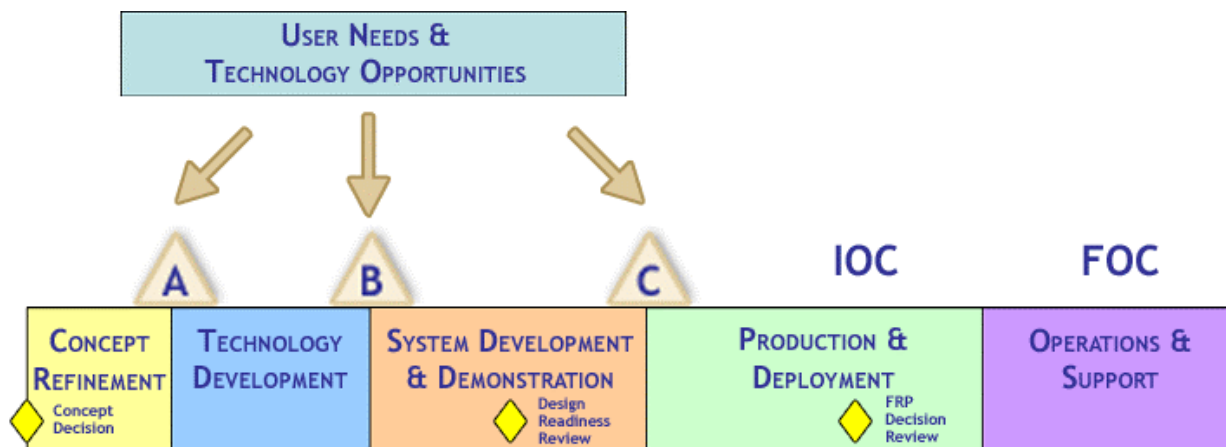 USER NEEDS &
TECHNOLOGY OPPORTUNITIES
A
B
C
IOC
FOC
CONCEPT
REFINEMENT
Concept
Decision
TECHNOLOGY
DEVELOPMENT
SYSTEM DEVELOPMENT
& DEMONSTRATION
Design
Readiness
Review
PRODUCTION &
DEPLOYMENT
FRP
Decision
Review
OPERATIONS &
SUPPORT